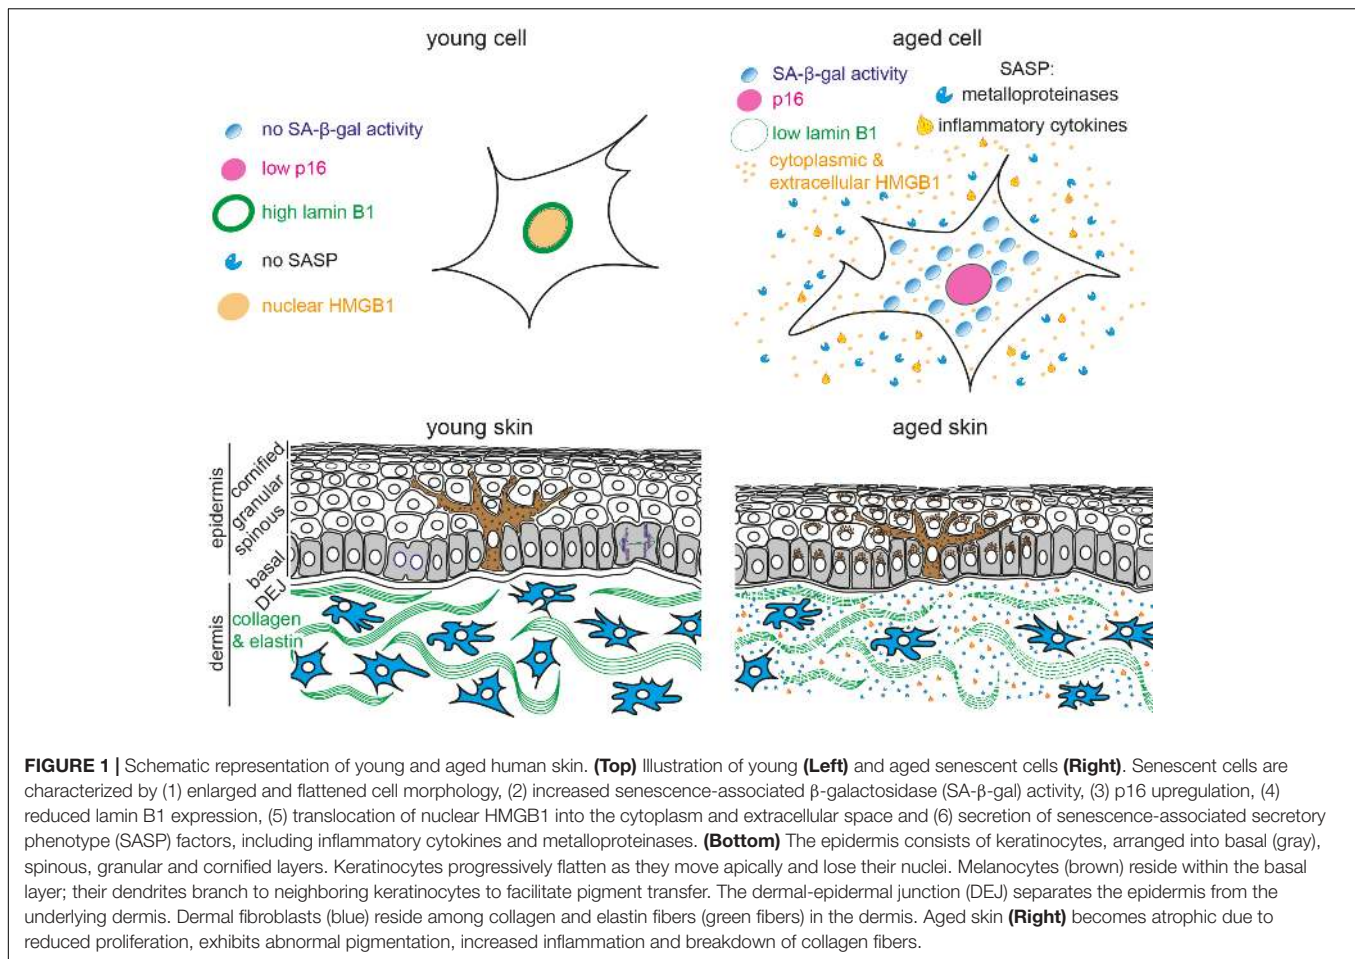 young cell
no SA-β-gal activity
low p16
high lamin B1
no SASP
nuclear HMGB1
aged cell
SA-β-gal activity
p16
low lamin B1
cytoplasmic &
extracellular HMGB1
SASP:
metalloproteinases
inflammatory cytokines
young skin
epidermis
cornified
granular
spinous
basal
DEJ
dermis
collagen
& elastin
aged skin
FIGURE 1 | Schematic representation of young and aged human skin. (Top) Illustration of young (Left) and aged senescent cells (Right). Senescent cells are
characterized by (1) enlarged and flattened cell morphology, (2) increased senescence-associated β-galactosidase (SA-β-gal) activity, (3) p16 upregulation, (4)
reduced lamin B1 expression, (5) translocation of nuclear HMGB1 into the cytoplasm and extracellular space and (6) secretion of senescence-associated secretory
phenotype (SASP) factors, including inflammatory cytokines and metalloproteinases. (Bottom) The epidermis consists of keratinocytes, arranged into basal (gray),
spinous, granular and cornified layers. Keratinocytes progressively flatten as they move apically and lose their nuclei. Melanocytes (brown) reside within the basal
layer; their dendrites branch to neighboring keratinocytes to facilitate pigment transfer. The dermal-epidermal junction (DEJ) separates the epidermis from the
underlying dermis. Dermal fibroblasts (blue) reside among collagen and elastin fibers (green fibers) in the dermis. Aged skin (Right) becomes atrophic due to
reduced proliferation, exhibits abnormal pigmentation, increased inflammation and breakdown of collagen fibers.